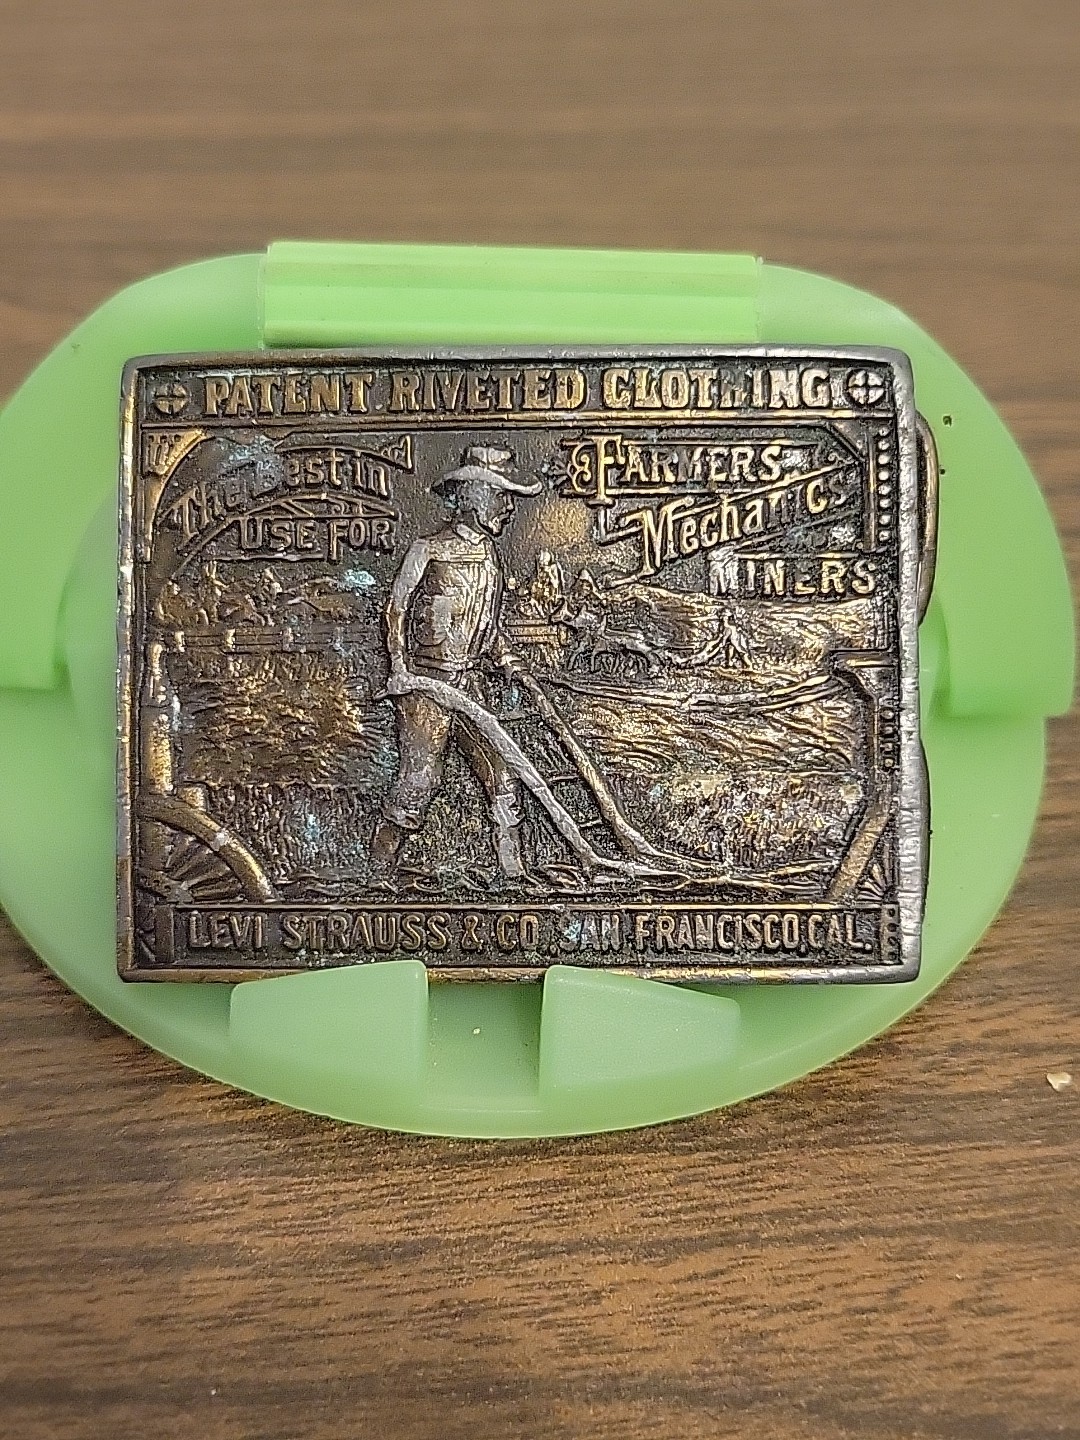 PATENT RIVETED CLOTHING
The Best in
USE FOR
FARMERS
Mechanics
MINERS
LEVI STRAUSS & CO. SAN FRANCISCO, CAL.